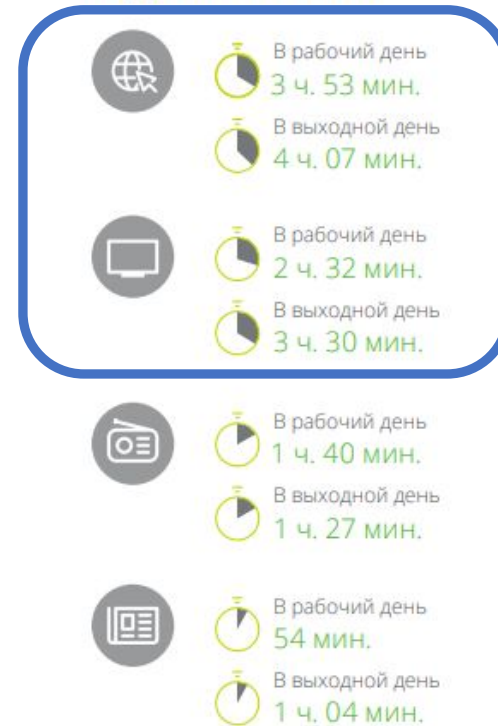 В рабочий день
3 ч. 53 мин.
В выходной день
4 ч. 07 мин.
В рабочий день
2 ч. 32 мин.
В выходной день
3 ч. 30 мин.
В рабочий день
1 ч. 40 мин.
В выходной день
1 ч. 27 мин.
В рабочий день
54 мин.
В выходной день
1 ч. 04 мин.